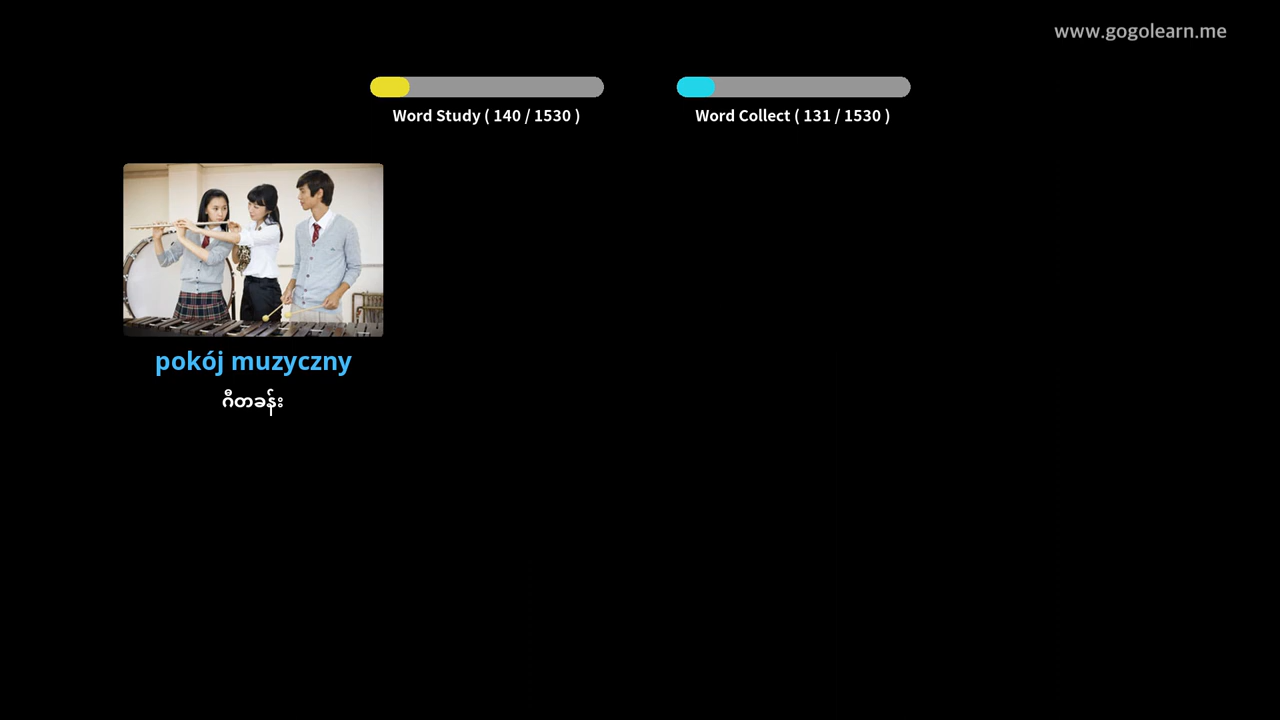 www.gogolearn.me
Word Study ( 140 / 1530 )
Word Collect ( 131 / 1530 )
pokój muzyczny
ဂီတခန်း